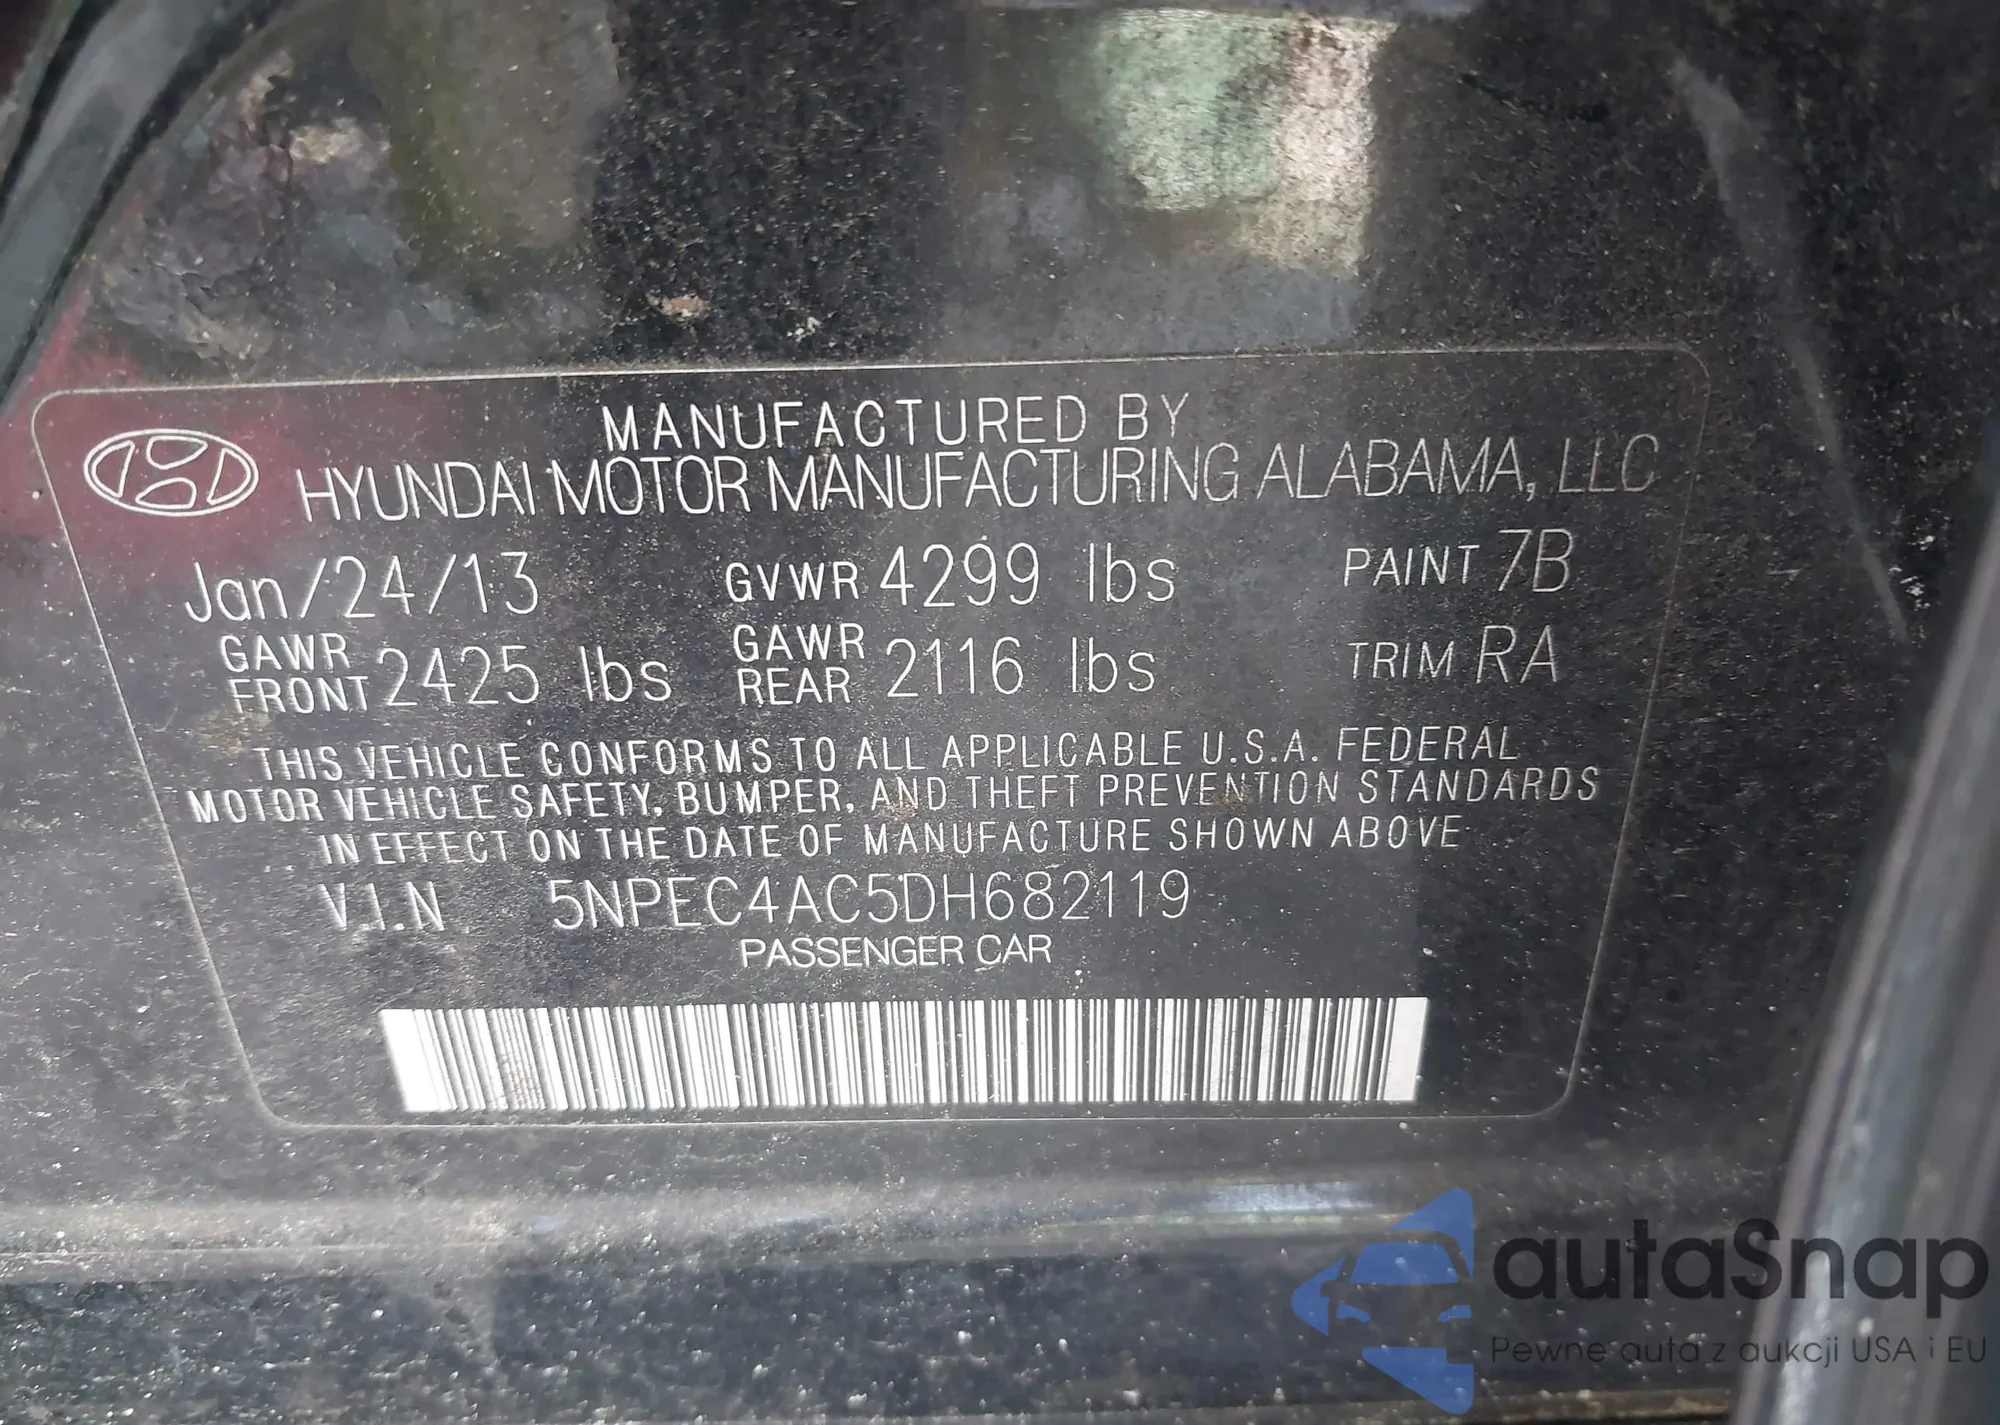 MANUFACTURED BY
HYUNDAI MOTOR MANUFACTURING ALABAMA, LLC
Jan/24/13 GVWR 4299 lbs PAINT 7B
GAWR FRONT 2425 lbs GAWR REAR 2116 lbs TRIM RA
THIS VEHICLE CONFORMS TO ALL APPLICABLE U.S.A. FEDERAL
MOTOR VEHICLE SAFETY, BUMPER, AND THEFT PREVENTION STANDARDS
IN EFFECT ON THE DATE OF MANUFACTURE SHOWN ABOVE
V.I.N 5NPEC4AC5DH682119
PASSENGER CAR
autaSnap
Pewne auta z aukcji USA i EU